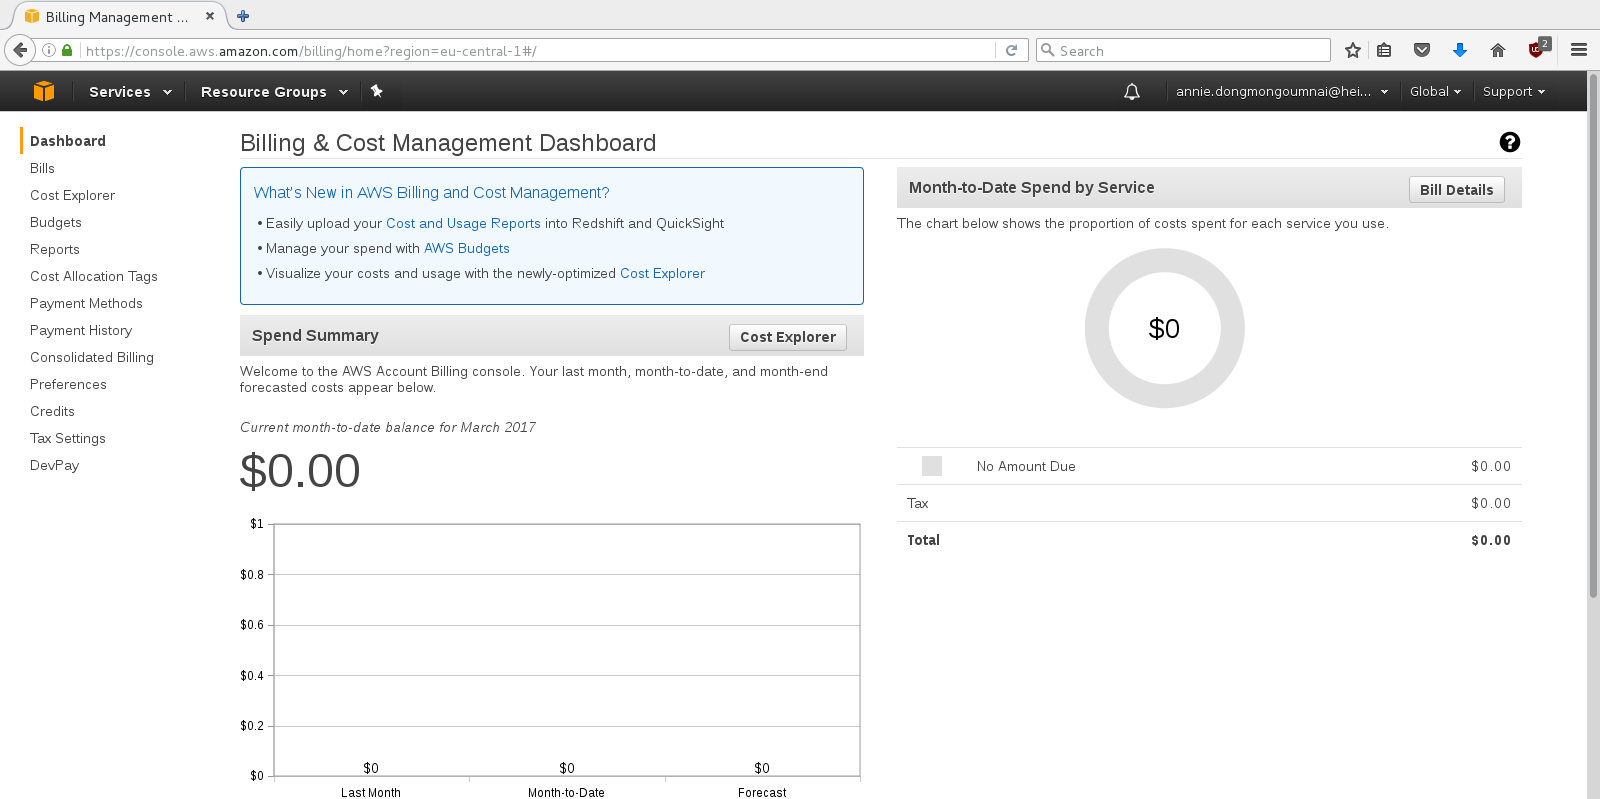 Billing Management ...
https://console.aws.amazon.com/billing/home?region=eu-central-1#/
Search
2
Services
Resource Groups
annie.dongmongoumnai@hei...
Global
Support
Dashboard
Bills
Cost Explorer
Budgets
Reports
Cost Allocation Tags
Payment Methods
Payment History
Consolidated Billing
Preferences
Credits
Tax Settings
DevPay
Billing & Cost Management Dashboard
?
What's New in AWS Billing and Cost Management?
• Easily upload your Cost and Usage Reports into Redshift and QuickSight
• Manage your spend with AWS Budgets
• Visualize your costs and usage with the newly-optimized Cost Explorer
Spend Summary
Cost Explorer
Welcome to the AWS Account Billing console. Your last month, month-to-date, and month-end
forecasted costs appear below.
Current month-to-date balance for March 2017
$0.00
$1
$0.8
$0.6
$0.4
$0.2
$0
$0 $0 $0
Last Month Month-to-Date Forecast
Month-to-Date Spend by Service
Bill Details
The chart below shows the proportion of costs spent for each service you use.
$0
No Amount Due $0.00
Tax $0.00
Total $0.00